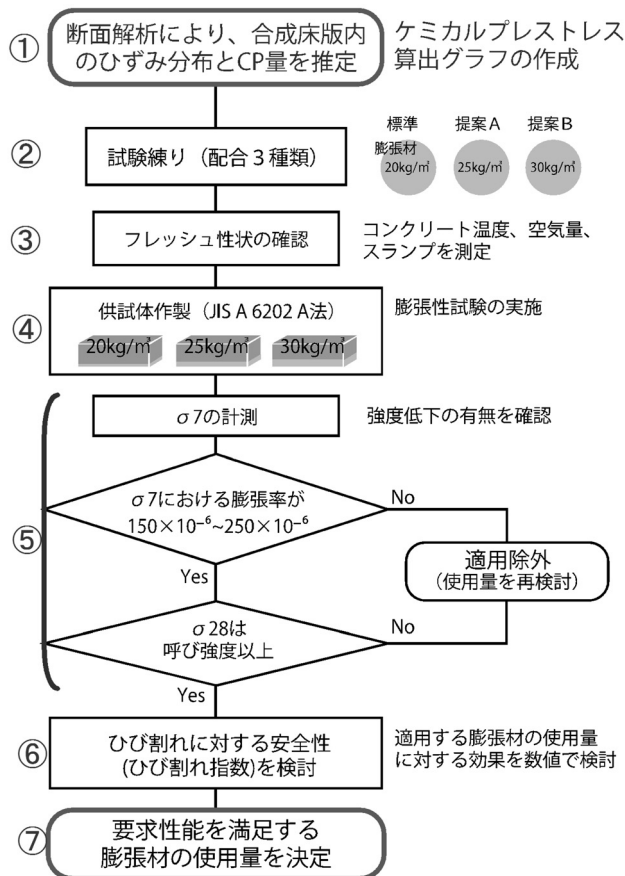 ① 断面解析により、合成床版内
のひずみ分布とCP量を推定
ケミカルプレストレス
算出グラフの作成
② 試験練り（配合３種類）
標準 提案A 提案B
膨張材
20kg/㎥ 25kg/㎥ 30kg/㎥
③ フレッシュ性状の確認
コンクリート温度、空気量、
スランプを測定
④ 供試体作製（JIS A 6202 A法）
20kg/㎥ 25kg/㎥ 30kg/㎥
膨張性試験の実施
⑤
σ7の計測
強度低下の有無を確認
σ7における膨張率が
150×10⁻⁶~250×10⁻⁶
No
Yes
適用除外
(使用量を再検討)
σ28は
呼び強度以上
No
Yes
⑥ ひび割れに対する安全性
(ひび割れ指数)を検討
適用する膨張材の使用量
に対する効果を数値で検討
⑦ 要求性能を満足する
膨張材の使用量を決定